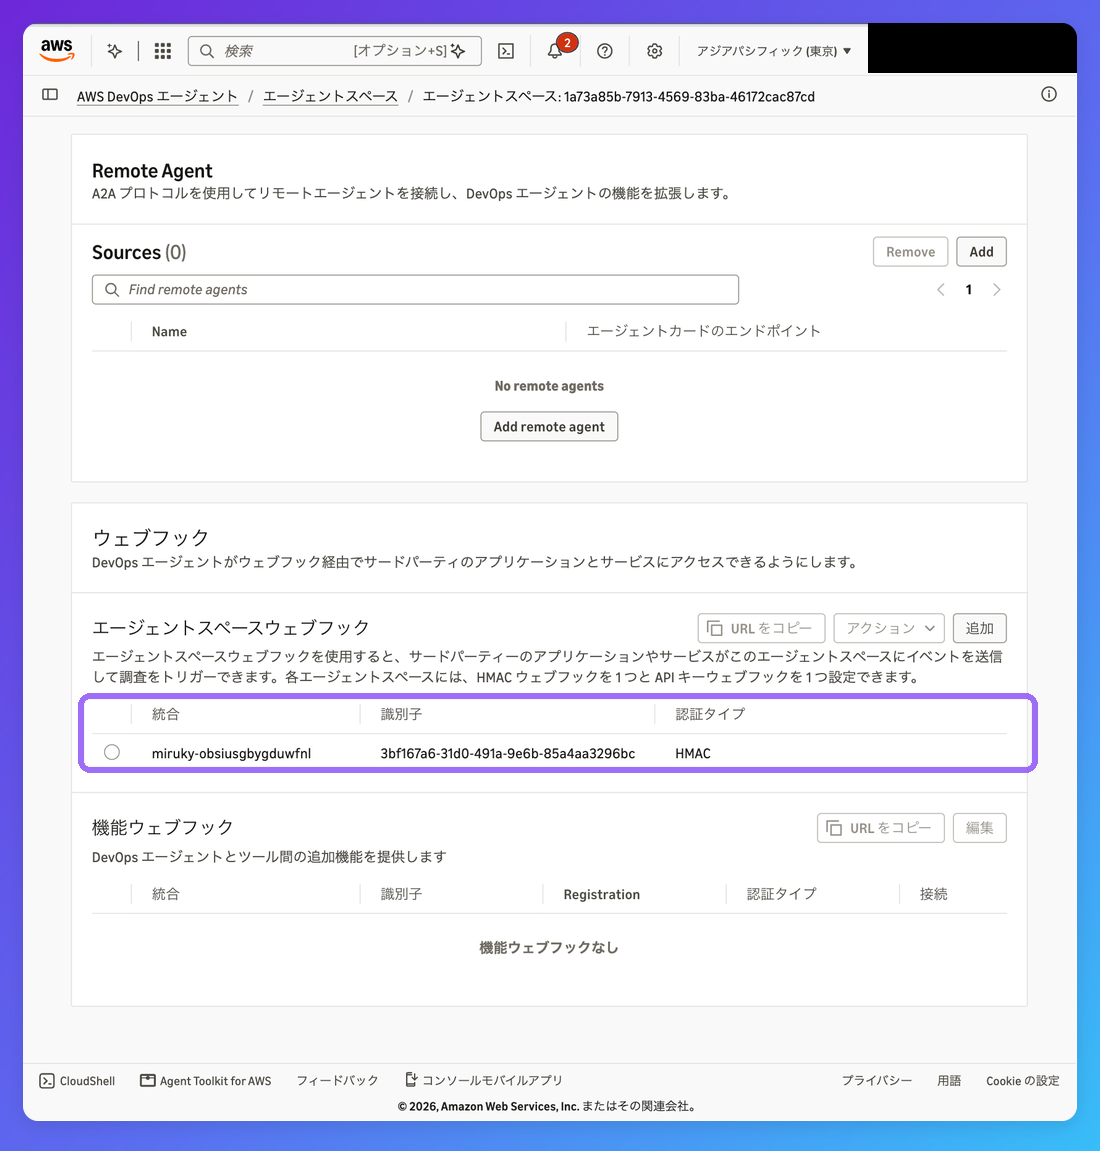 aws
検索
[オプション+S]
2
アジアパシフィック (東京) ▼
AWS DevOps エージェント / エージェントスペース / エージェントスペース: 1a73a85b-7913-4569-83ba-46172cac87cd
Remote Agent
A2A プロトコルを使用してリモートエージェントを接続し、DevOps エージェントの機能を拡張します。
Sources (0)
Remove
Add
Find remote agents
1
Name
エージェントカードのエンドポイント
No remote agents
Add remote agent
ウェブフック
DevOps エージェントがウェブフック経由でサードパーティのアプリケーションとサービスにアクセスできるようにします。
エージェントスペースウェブフック
URL をコピー
アクション
追加
エージェントスペースウェブフックを使用すると、サードパーティーのアプリケーションやサービスがこのエージェントスペースにイベントを送信
して調査をトリガーできます。各エージェントスペースには、HMAC ウェブフックを 1 つと API キーウェブフックを 1 つ設定できます。
統合
識別子
認証タイプ
miruky-obsiusgbygduwfnl
3bf167a6-31d0-491a-9e6b-85a4aa3296bc
HMAC
機能ウェブフック
URL をコピー
編集
DevOps エージェントとツール間の追加機能を提供します
統合
識別子
Registration
認証タイプ
接続
機能ウェブフックなし
CloudShell
Agent Toolkit for AWS
フィードバック
コンソールモバイルアプリ
プライバシー
用語
Cookie の設定
© 2026, Amazon Web Services, Inc. またはその関連会社。